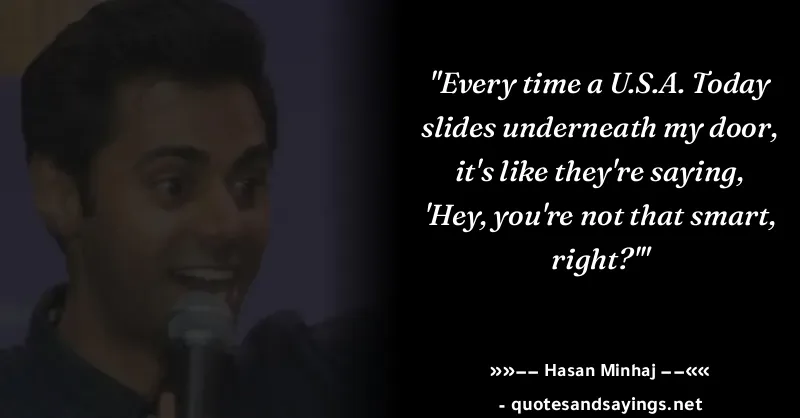 "Every time a U.S.A. Today
slides underneath my door,
it's like they're saying,
'Hey, you're not that smart,
right?'"
»»–– Hasan Minhaj ––««
- quotesandsayings.net